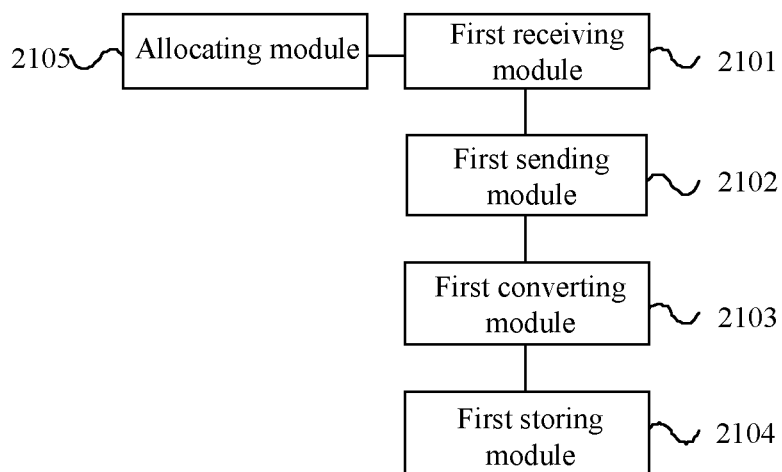 2105
Allocating module
First receiving
module
2101
First sending
module
2102
First converting
module
2103
First storing
module
2104